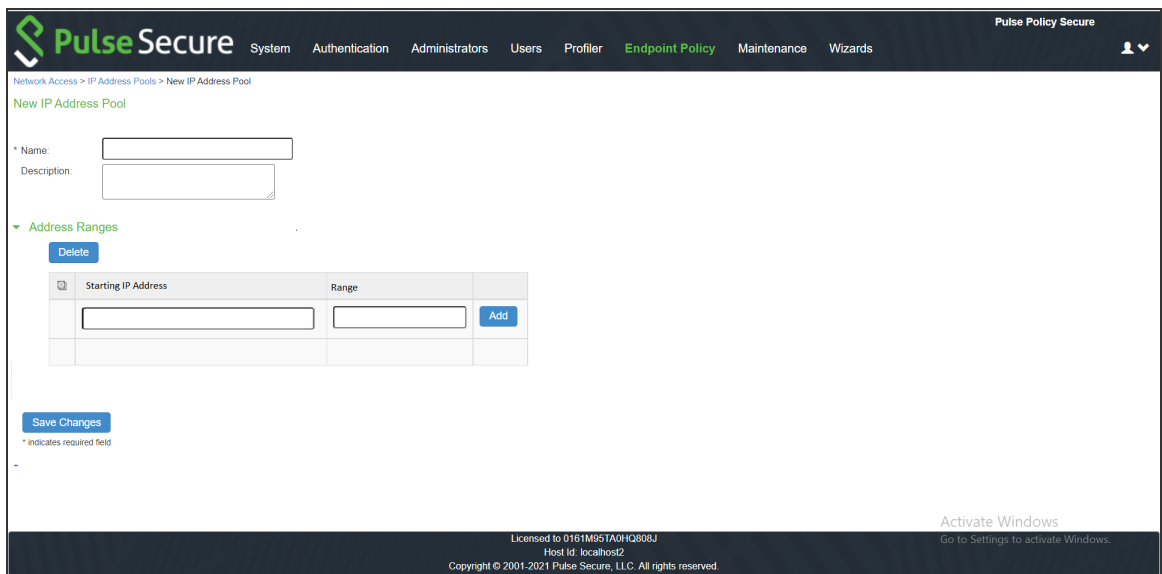 Pulse Policy Secure
Pulse Secure System Authentication Administrators Users Profiler Endpoint Policy Maintenance Wizards
Network Access > IP Address Pools > New IP Address Pool
New IP Address Pool
* Name:
Description:
Address Ranges
Delete
Starting IP Address Range
Add
Save Changes
* indicates required field
Activate Windows
Go to Settings to activate Windows.
Licensed to 0161M95TA0HQ808J
Host Id: localhost2
Copyright © 2001-2021 Pulse Secure, LLC. All rights reserved.